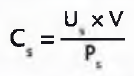 Cₛ = Uₛ × V / Pₛ